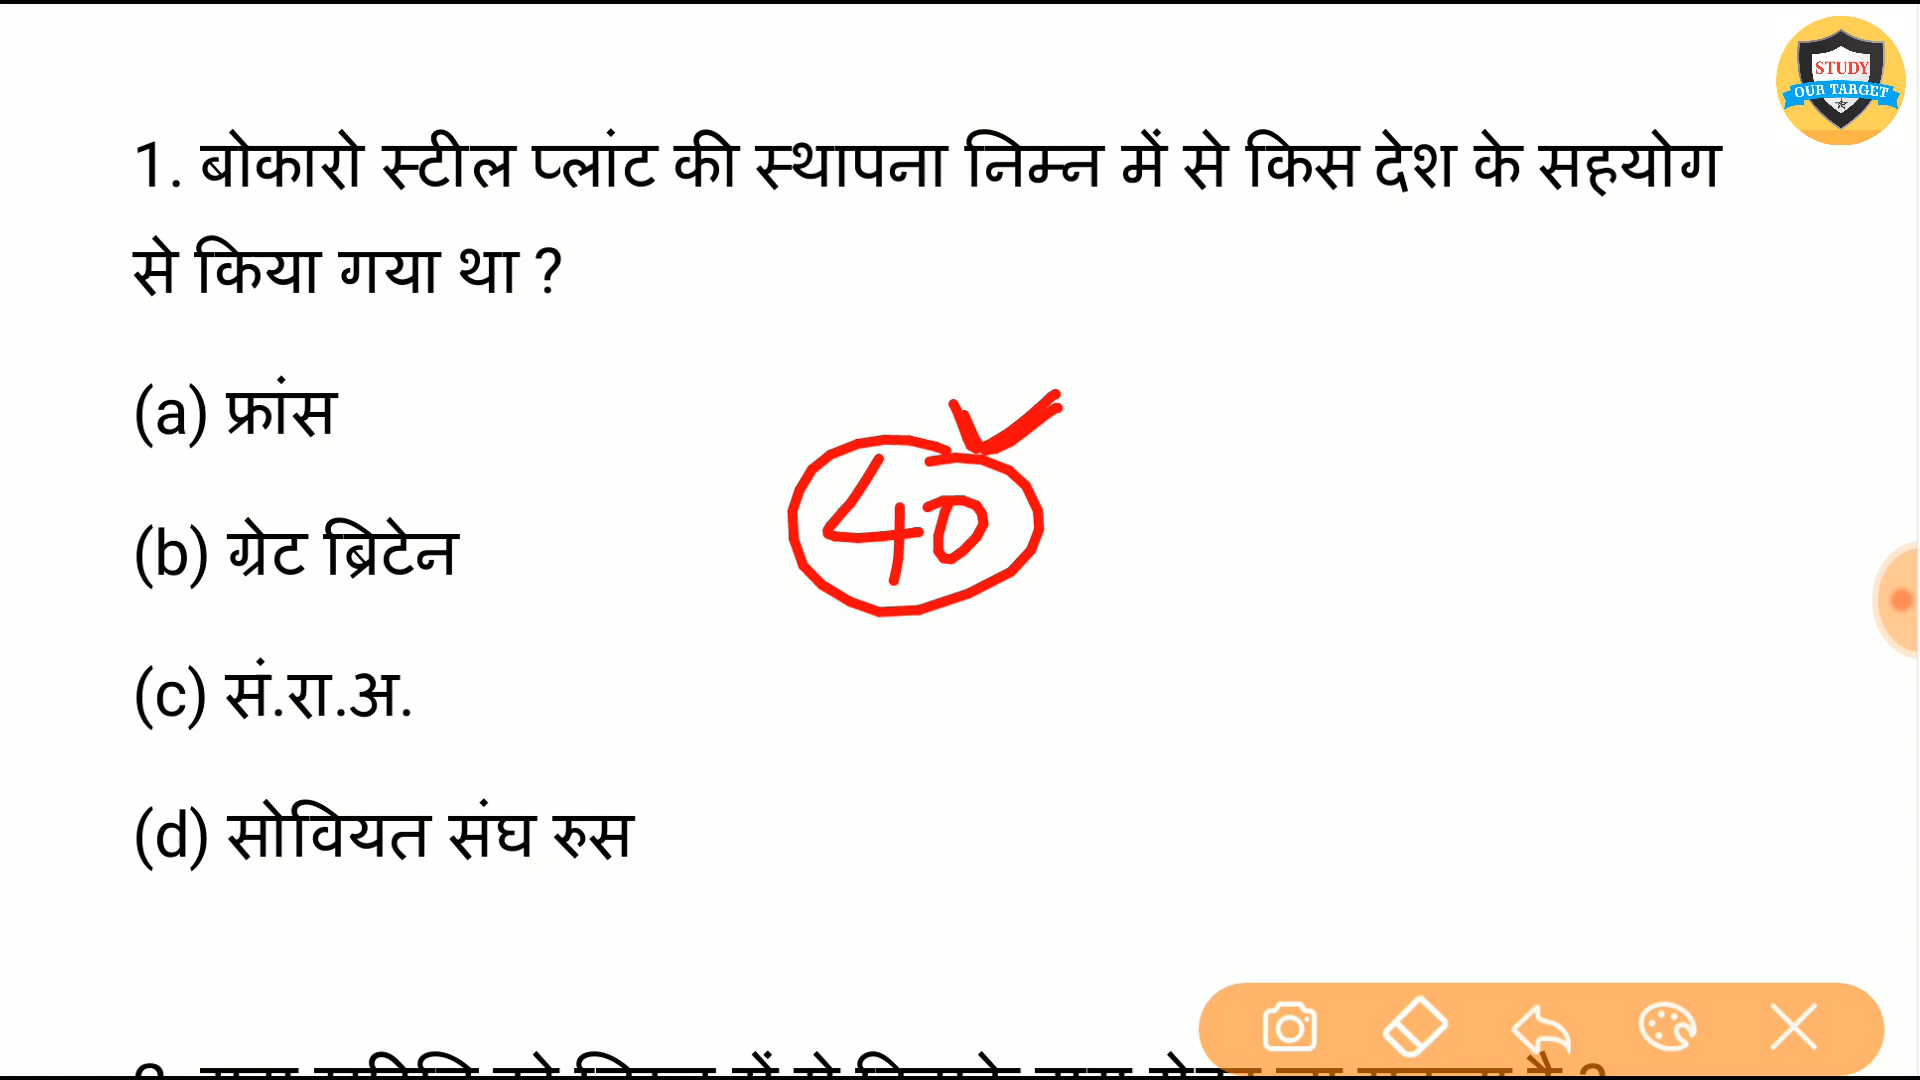 STUDY
OUR TARGET
1. बोकारो स्टील प्लांट की स्थापना निम्न में से किस देश के सहयोग
से किया गया था ?
(a) फ्रांस
40
(b) ग्रेट ब्रिटेन
(c) सं.रा.अ.
(d) सोवियत संघ रुस